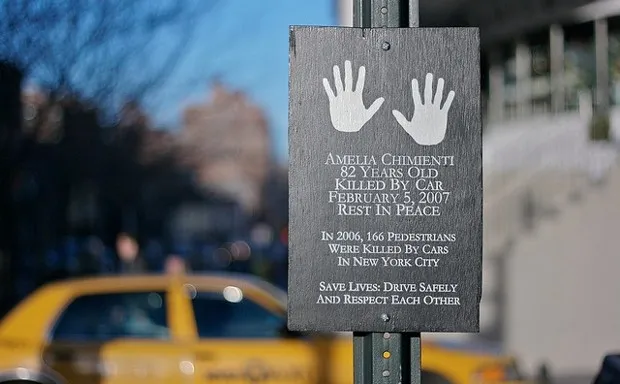 AMELIA CHIMIENTI
82 YEARS OLD
KILLED BY CAR
FEBRUARY 5, 2007
REST IN PEACE
IN 2006, 166 PEDESTRIANS
WERE KILLED BY CARS
IN NEW YORK CITY
SAVE LIVES: DRIVE SAFELY
AND RESPECT EACH OTHER